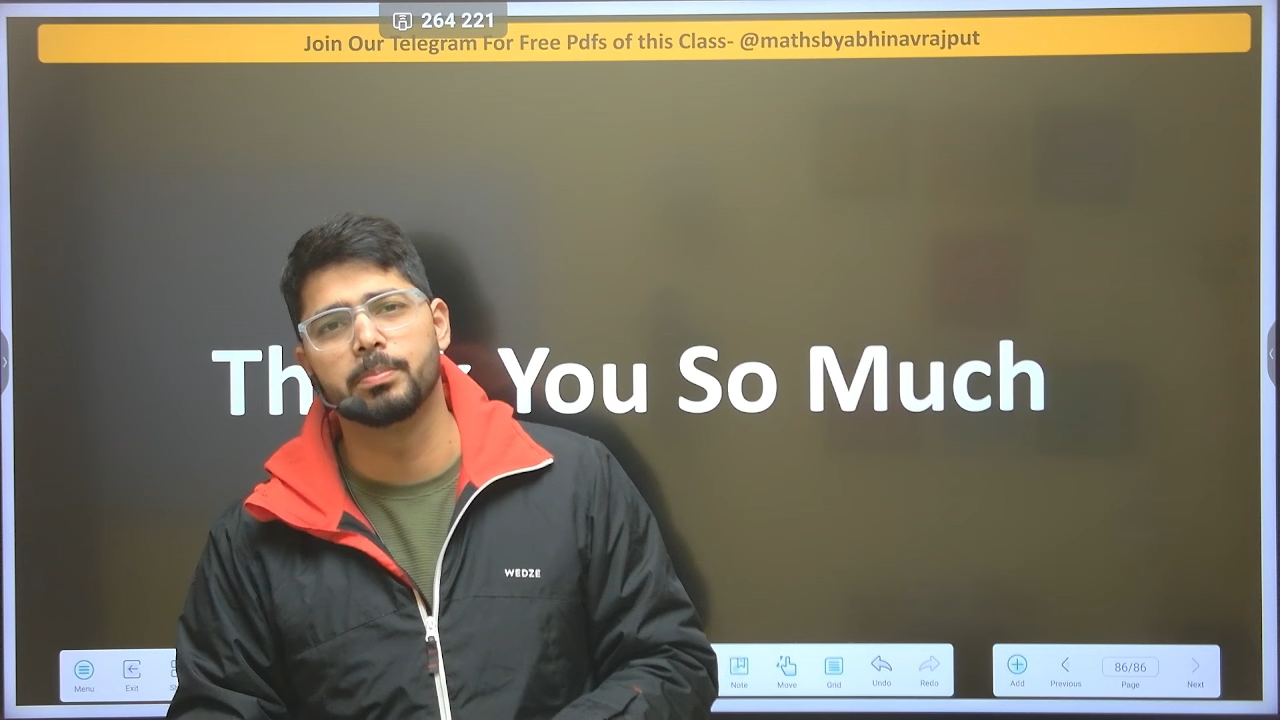 264 221
Join Our Telegram For Free Pdfs of this Class- @mathsbyabhinavrajput
You So Much
WEDZE
Menu
Exit
Note
Move
Grid
Undo
Redo
Add
Previous
86/86
Page
Next